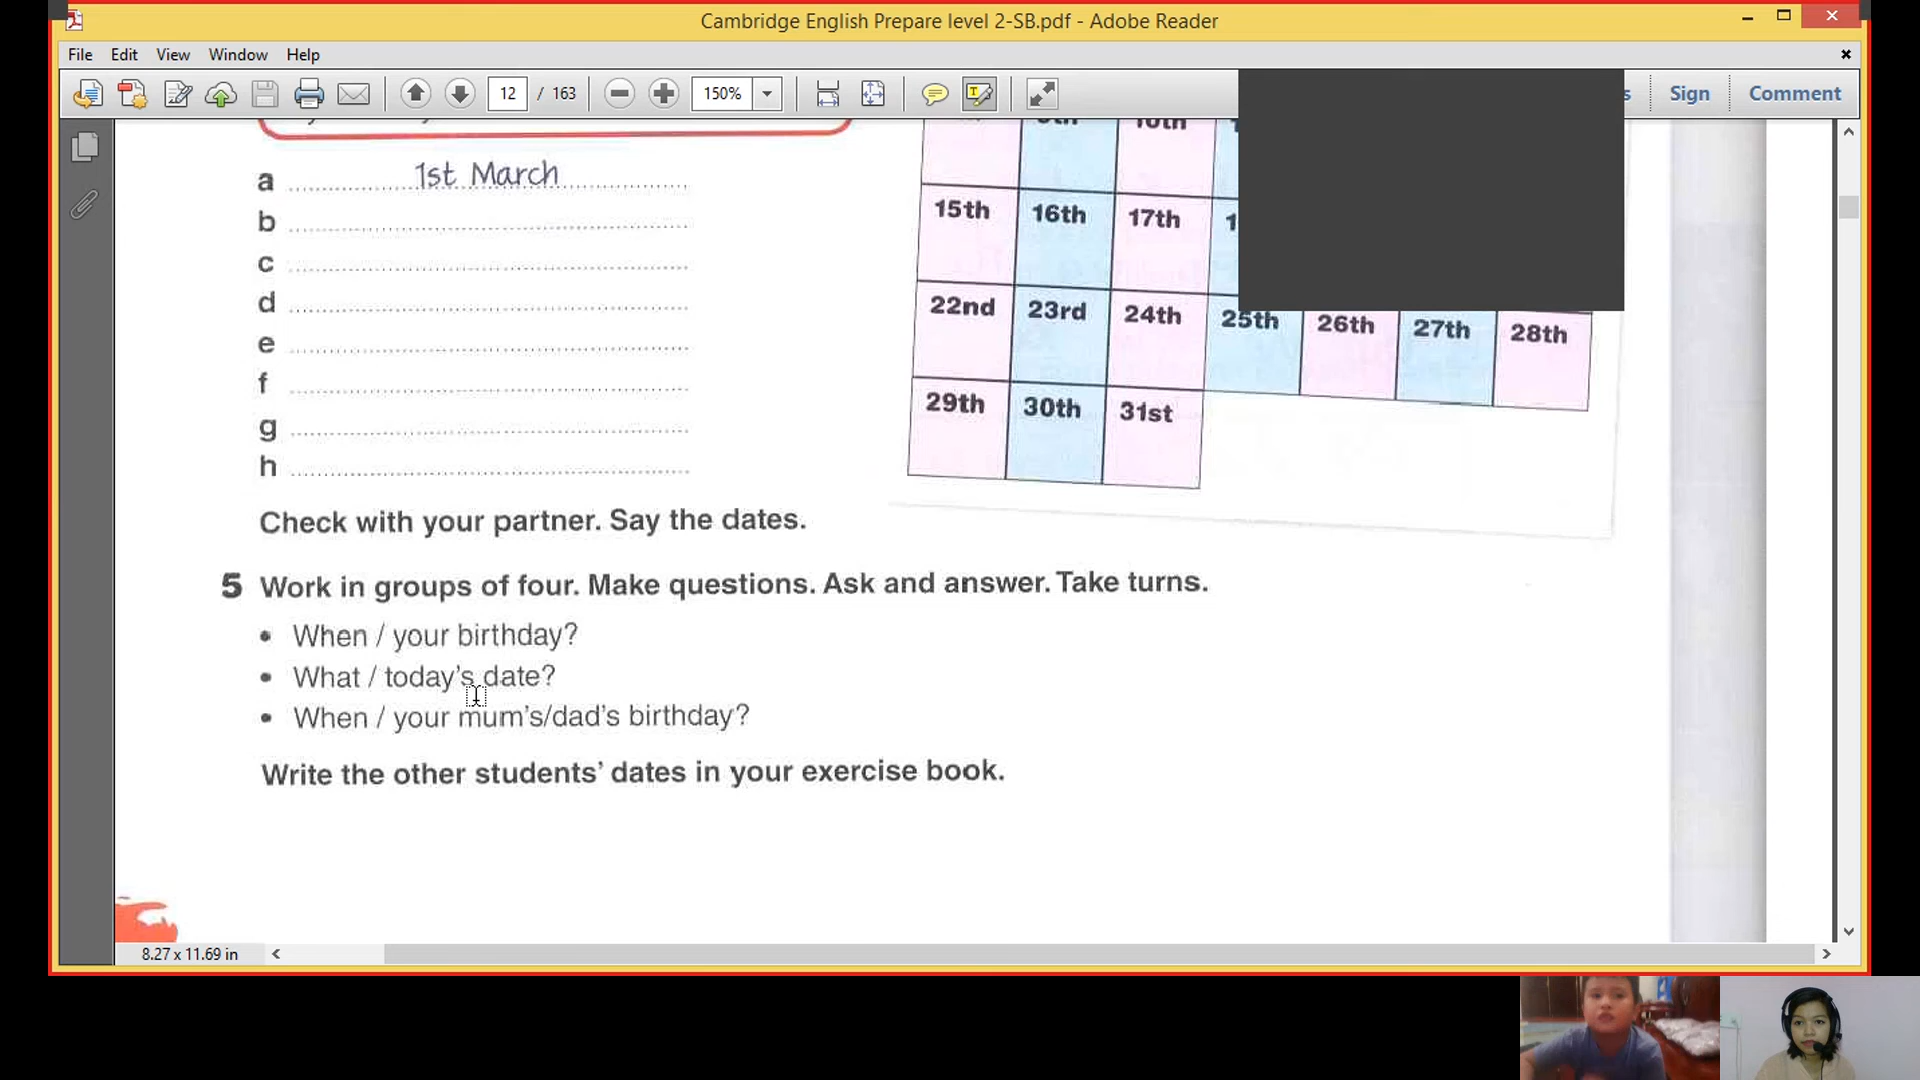 Cambridge English Prepare level 2-SB.pdf - Adobe Reader
File Edit View Window Help
12 / 163 150% Sign Comment
10th
a 1st March
15th 16th 17th
b
c
d
22nd 23rd 24th 25th 26th 27th 28th
e
f
29th 30th 31st
g
h
Check with your partner. Say the dates.
5 Work in groups of four. Make questions. Ask and answer. Take turns.
• When / your birthday?
• What / today's date?
• When / your mum's/dad's birthday?
Write the other students' dates in your exercise book.
8.27 x 11.69 in